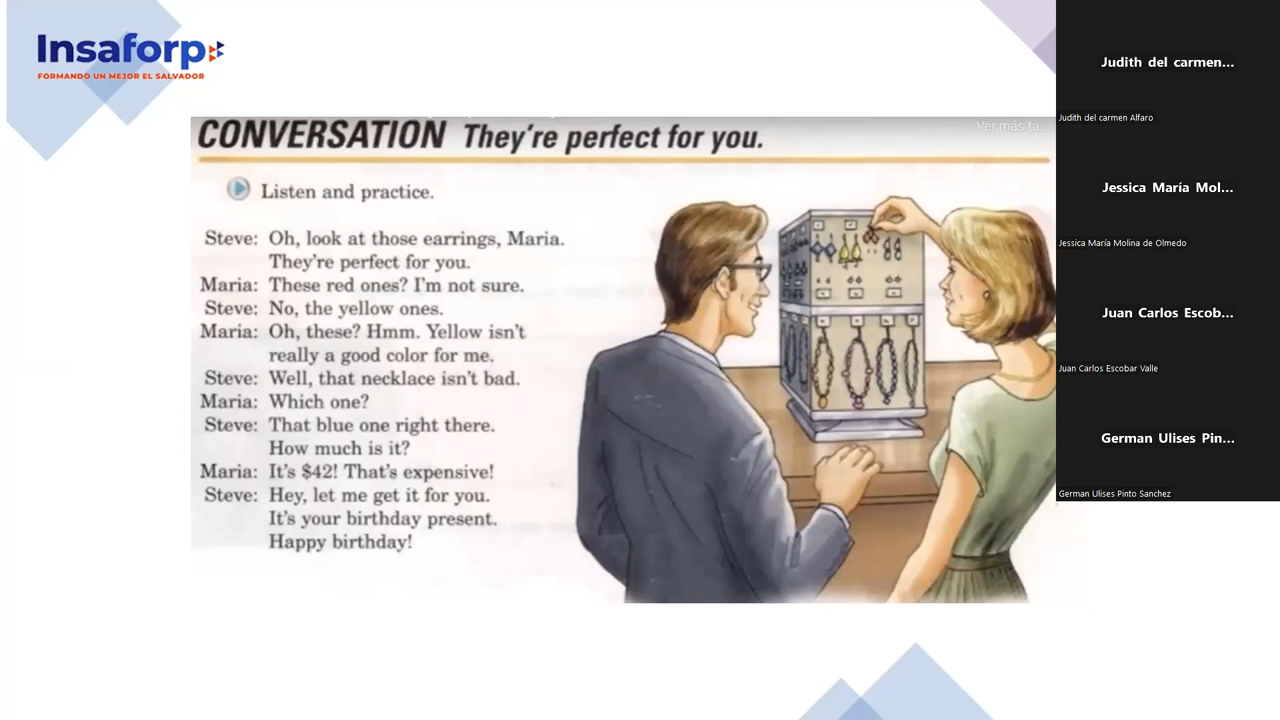 Insaforp
FORMANDO UN MEJOR EL SALVADOR
CONVERSATION They're perfect for you.
Ver más ta...
Listen and practice.
Steve: Oh, look at those earrings, Maria.
They're perfect for you.
Maria: These red ones? I'm not sure.
Steve: No, the yellow ones.
Maria: Oh, these? Hmm. Yellow isn't
really a good color for me.
Steve: Well, that necklace isn't bad.
Maria: Which one?
Steve: That blue one right there.
How much is it?
Maria: It's $42! That's expensive!
Steve: Hey, let me get it for you.
It's your birthday present.
Happy birthday!
Judith del carmen...
Judith del carmen Alfaro
Jessica María Mol...
Jessica María Molina de Olmedo
Juan Carlos Escob...
Juan Carlos Escobar Valle
German Ulises Pin...
German Ulises Pinto Sanchez